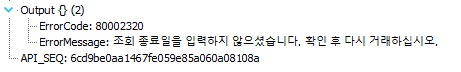 Output {} (2)
ErrorCode: 80002320
ErrorMessage: 조회 종료일을 입력하지 않으셨습니다. 확인 후 다시 거래하십시오.
API_SEQ: 6cd9be0aa1467fe059e85a060a08108a